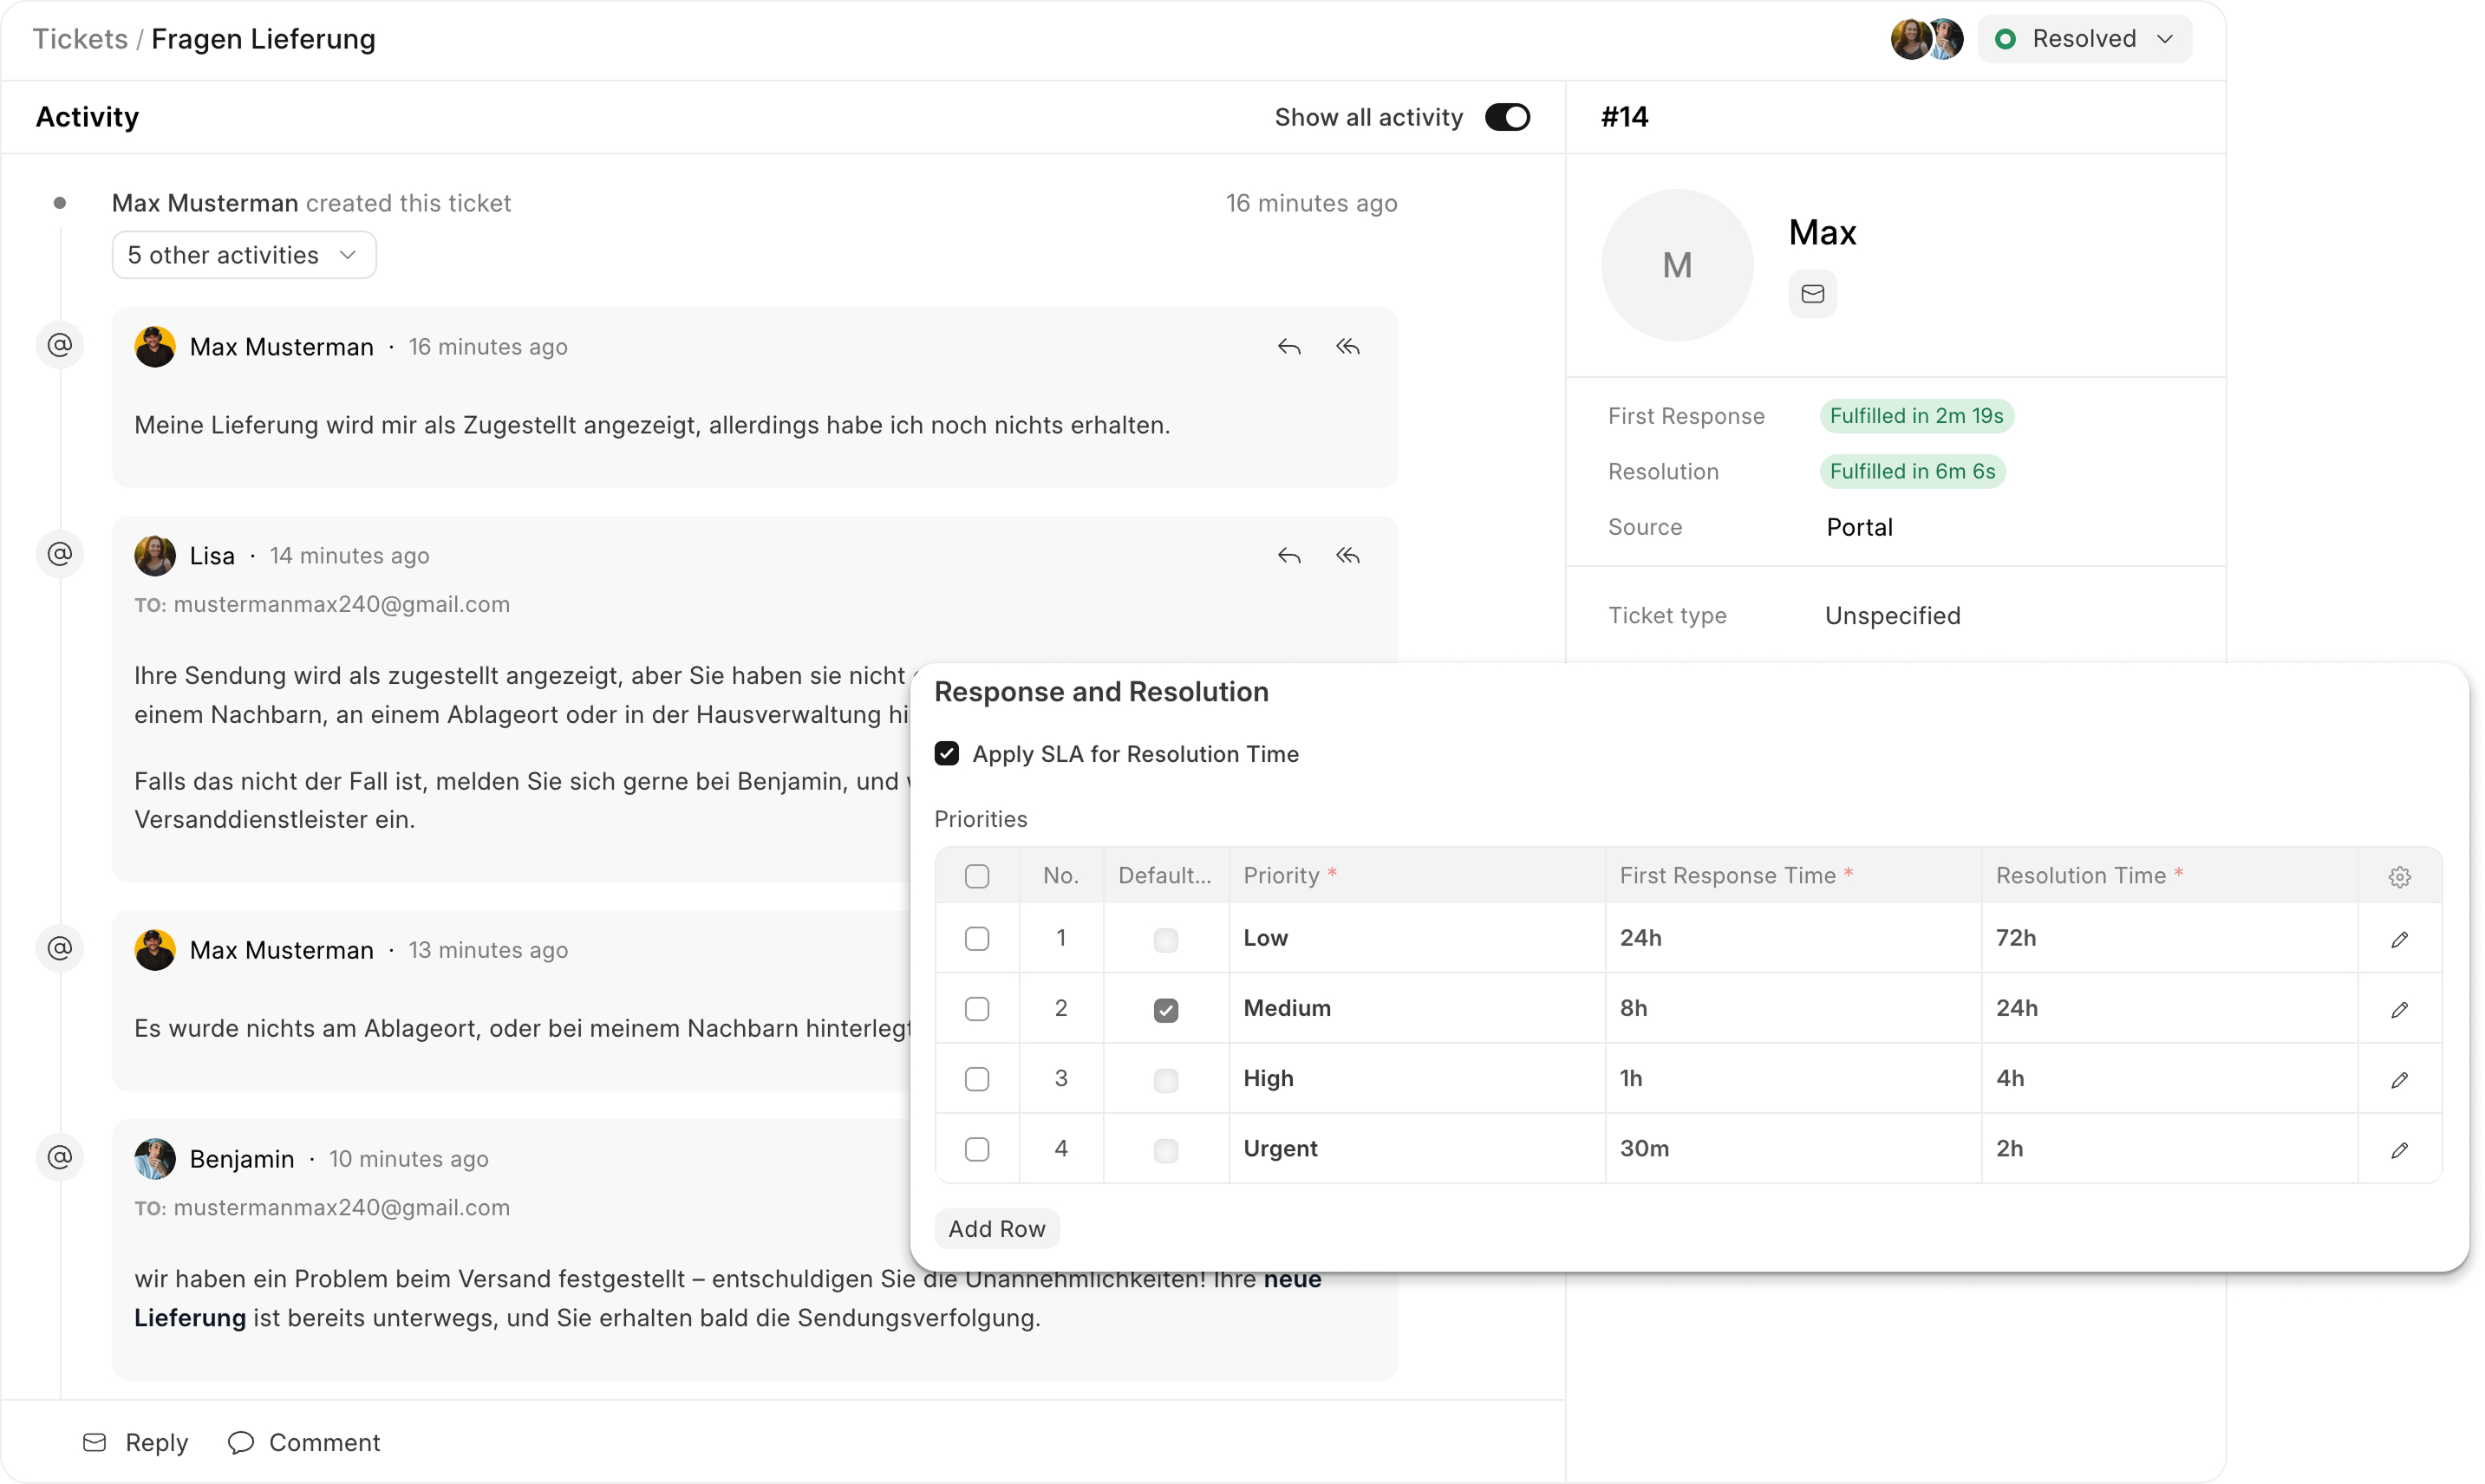 Tickets / Fragen Lieferung
Resolved
Activity
Show all activity
#14
Max Musterman created this ticket
16 minutes ago
5 other activities
@
Max Musterman · 16 minutes ago
Meine Lieferung wird mir als Zugestellt angezeigt, allerdings habe ich noch nichts erhalten.
@
Lisa · 14 minutes ago
TO: mustermanmax240@gmail.com
Ihre Sendung wird als zugestellt angezeigt, aber Sie haben sie nicht
einem Nachbarn, an einem Ablageort oder in der Hausverwaltung hi
Falls das nicht der Fall ist, melden Sie sich gerne bei Benjamin, und
Versanddienstleister ein.
@
Max Musterman · 13 minutes ago
Es wurde nichts am Ablageort, oder bei meinem Nachbarn hinterlegt
@
Benjamin · 10 minutes ago
TO: mustermanmax240@gmail.com
wir haben ein Problem beim Versand festgestellt – entschuldigen Sie die Unannehmlichkeiten! Ihre neue
Lieferung ist bereits unterwegs, und Sie erhalten bald die Sendungsverfolgung.
Reply
Comment
M
Max
First Response Fulfilled in 2m 19s
Resolution Fulfilled in 6m 6s
Source Portal
Ticket type Unspecified
Response and Resolution
Apply SLA for Resolution Time
Priorities
No. Default... Priority * First Response Time * Resolution Time *
1 Low 24h 72h
2 Medium 8h 24h
3 High 1h 4h
4 Urgent 30m 2h
Add Row